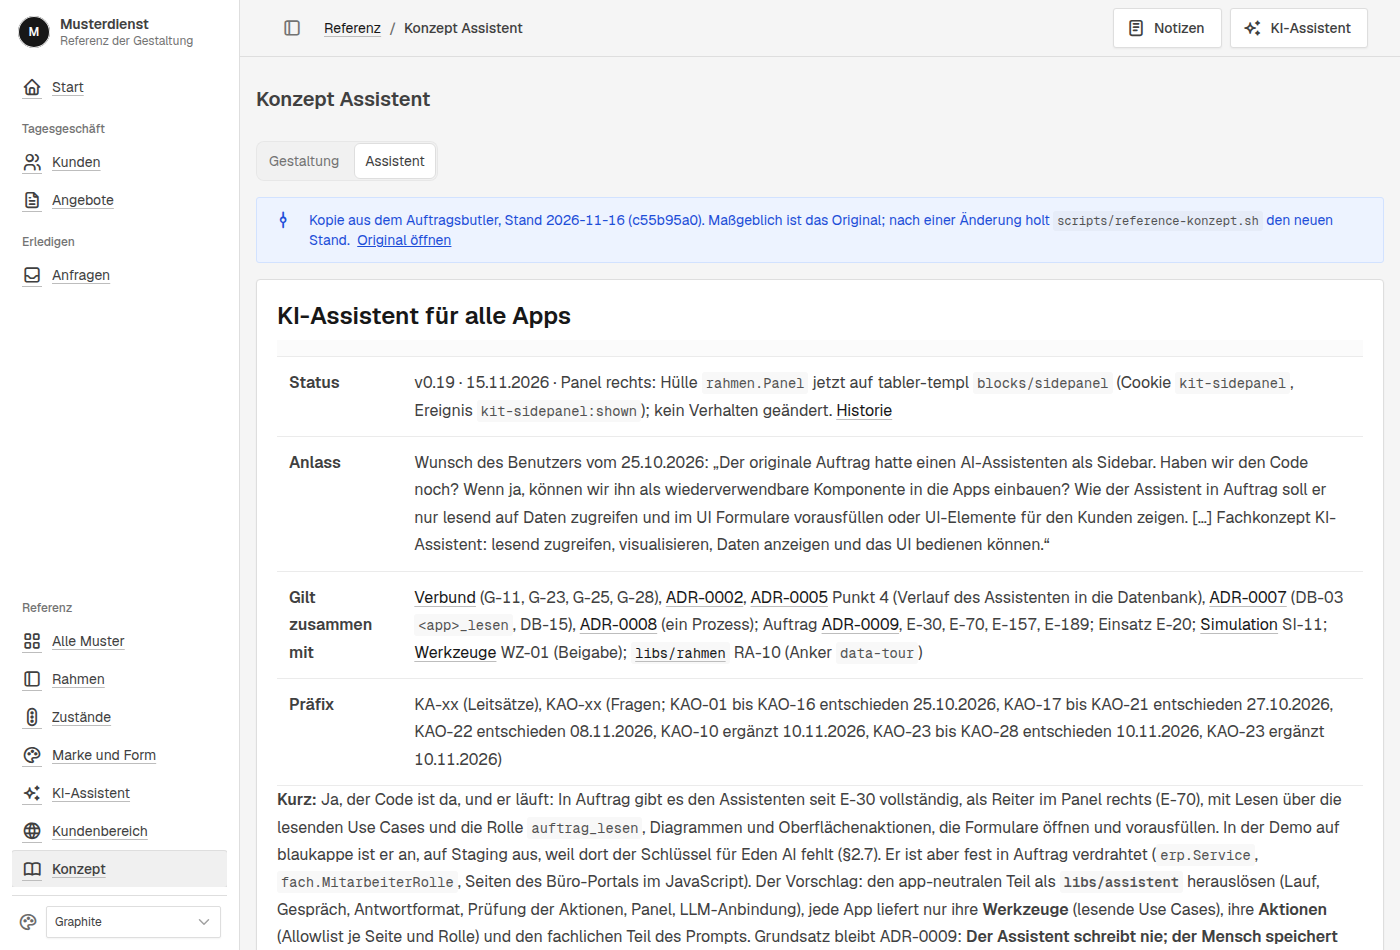 M
Musterdienst
Referenz der Gestaltung
Start
Tagesgeschäft
Kunden
Angebote
Erledigen
Anfragen
Referenz
Alle Muster
Rahmen
Zustände
Marke und Form
KI-Assistent
Kundenbereich
Konzept
Graphite
Referenz / Konzept Assistent
Notizen
KI-Assistent
Konzept Assistent
Gestaltung
Assistent
Kopie aus dem Auftragsbutler, Stand 2026-11-16 (c55b95a0). Maßgeblich ist das Original; nach einer Änderung holt scripts/reference-konzept.sh den neuen
Stand. Original öffnen
KI-Assistent für alle Apps
Status
v0.19 · 15.11.2026 · Panel rechts: Hülle rahmen.Panel jetzt auf tabler-templ blocks/sidepanel (Cookie kit-sidepanel,
Ereignis kit-sidepanel:shown); kein Verhalten geändert. Historie
Anlass
Wunsch des Benutzers vom 25.10.2026: „Der originale Auftrag hatte einen AI-Assistenten als Sidebar. Haben wir den Code
noch? Wenn ja, können wir ihn als wiederverwendbare Komponente in die Apps einbauen? Wie der Assistent in Auftrag soll er
nur lesend auf Daten zugreifen und im UI Formulare vorausfüllen oder UI-Elemente für den Kunden zeigen. […] Fachkonzept KI-
Assistent: lesend zugreifen, visualisieren, Daten anzeigen und das UI bedienen können.“
Gilt
zusammen
mit
Verbund (G-11, G-23, G-25, G-28), ADR-0002, ADR-0005 Punkt 4 (Verlauf des Assistenten in die Datenbank), ADR-0007 (DB-03
<app>_lesen, DB-15), ADR-0008 (ein Prozess); Auftrag ADR-0009, E-30, E-70, E-157, E-189; Einsatz E-20; Simulation SI-11;
Werkzeuge WZ-01 (Beigabe); libs/rahmen RA-10 (Anker data-tour)
Präfix
KA-xx (Leitsätze), KAO-xx (Fragen; KAO-01 bis KAO-16 entschieden 25.10.2026, KAO-17 bis KAO-21 entschieden 27.10.2026,
KAO-22 entschieden 08.11.2026, KAO-10 ergänzt 10.11.2026, KAO-23 bis KAO-28 entschieden 10.11.2026, KAO-23 ergänzt
10.11.2026)
Kurz: Ja, der Code ist da, und er läuft: In Auftrag gibt es den Assistenten seit E-30 vollständig, als Reiter im Panel rechts (E-70), mit Lesen über die
lesenden Use Cases und die Rolle auftrag_lesen, Diagrammen und Oberflächenaktionen, die Formulare öffnen und vorausfüllen. In der Demo auf
blaukappe ist er an, auf Staging aus, weil dort der Schlüssel für Eden AI fehlt (§2.7). Er ist aber fest in Auftrag verdrahtet (erp.Service,
fach.MitarbeiterRolle, Seiten des Büro-Portals im JavaScript). Der Vorschlag: den app-neutralen Teil als libs/assistent herauslösen (Lauf,
Gespräch, Antwortformat, Prüfung der Aktionen, Panel, LLM-Anbindung), jede App liefert nur ihre Werkzeuge (lesende Use Cases), ihre Aktionen
(Allowlist je Seite und Rolle) und den fachlichen Teil des Prompts. Grundsatz bleibt ADR-0009: Der Assistent schreibt nie; der Mensch speichert